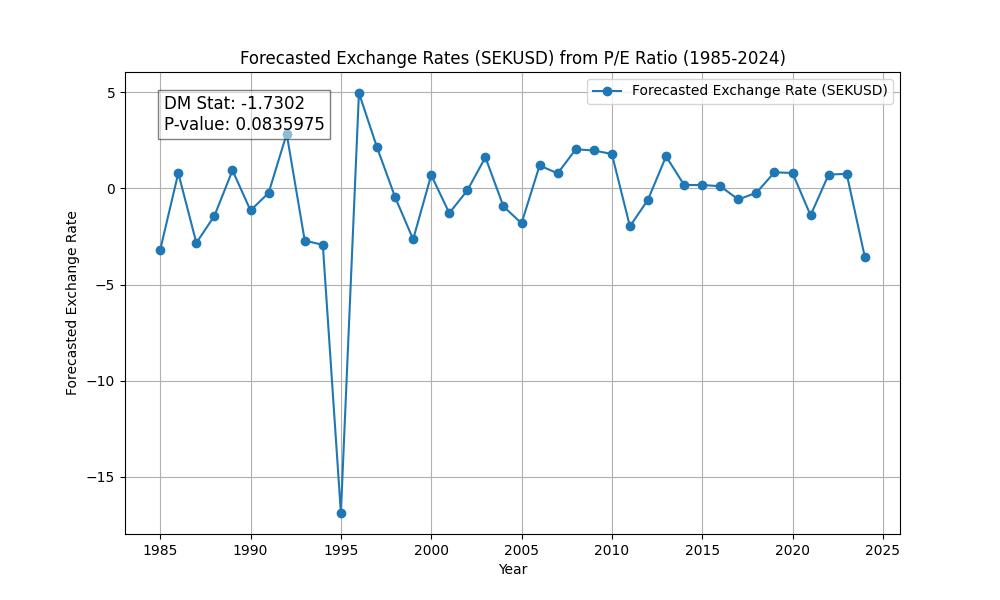 Forecasted Exchange Rates (SEKUSD) from P/E Ratio (1985-2024)
DM Stat: -1.7302
P-value: 0.0835975
Forecasted Exchange Rate (SEKUSD)
Forecasted Exchange Rate
5
0
−5
−10
−15
1985 1990 1995 2000 2005 2010 2015 2020 2025
Year